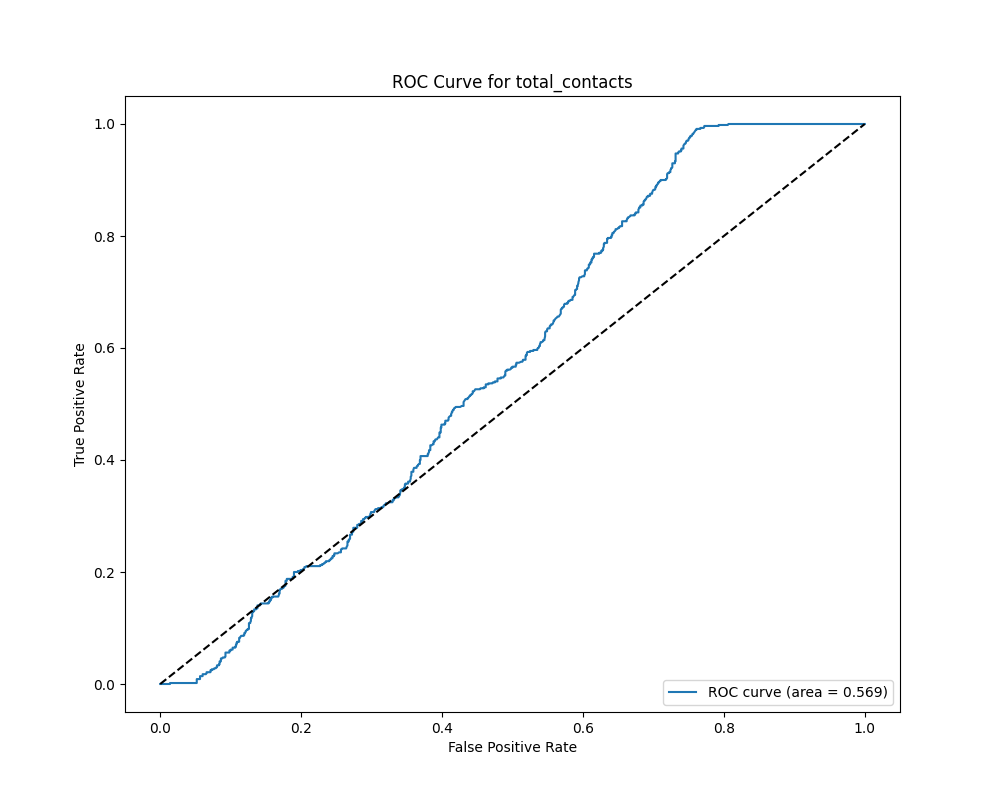 ROC Curve for total_contacts
True Positive Rate
1.0
0.8
0.6
0.4
0.2
0.0
0.0 0.2 0.4 0.6 0.8 1.0
False Positive Rate
ROC curve (area = 0.569)